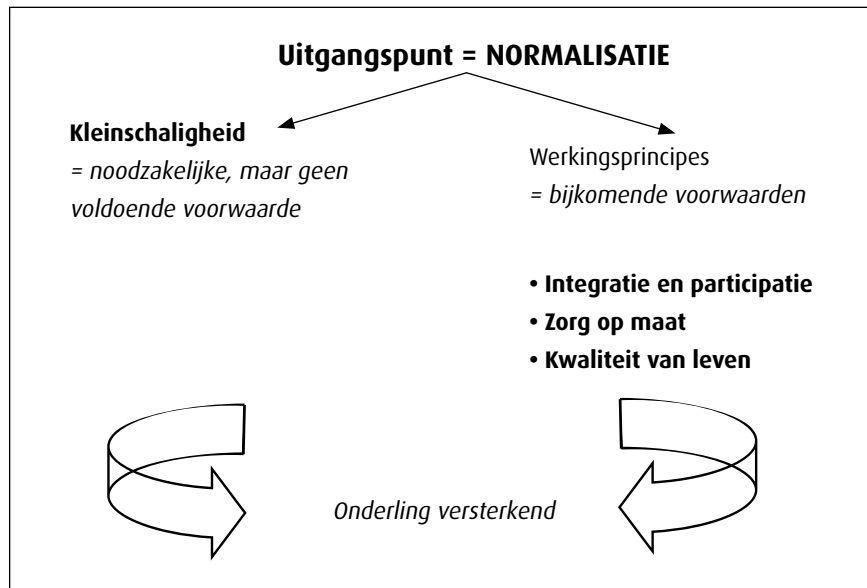 Uitgangspunt = NORMALISATIE
Kleinschaligheid
= noodzakelijke, maar geen
voldoende voorwaarde
Werkingsprincipes
= bijkomende voorwaarden
• Integratie en participatie
• Zorg op maat
• Kwaliteit van leven
Onderling versterkend